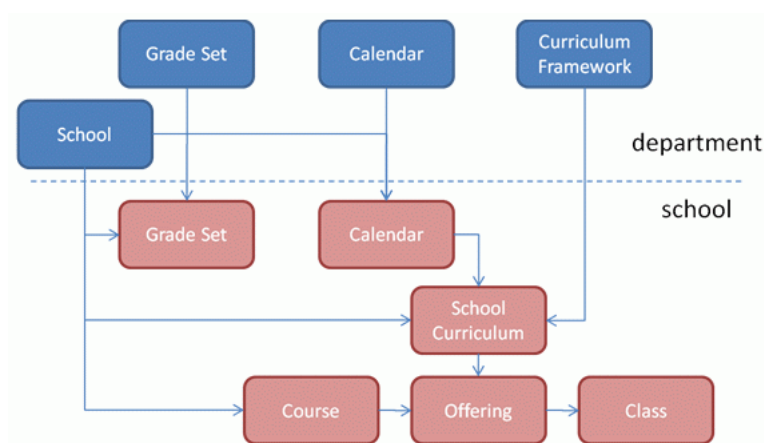 Grade Set
Calendar
Curriculum
Framework
School
department
school
Grade Set
Calendar
School
Curriculum
Course
Offering
Class